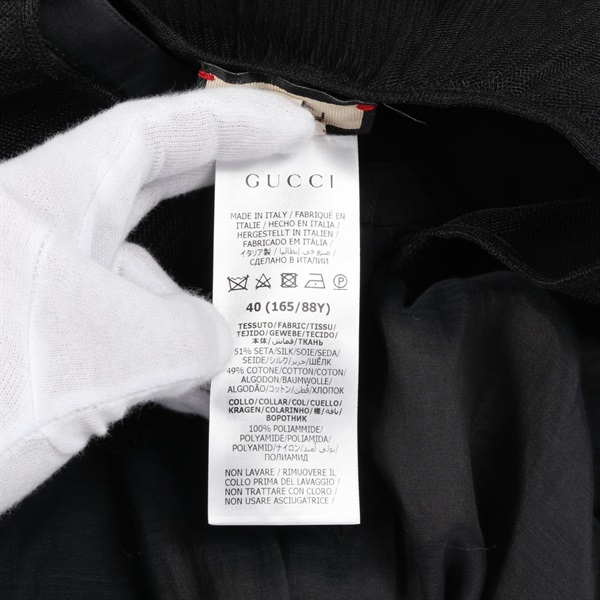 GUCCI
MADE IN ITALY / FABRIQUÉ EN
ITALIE / HECHO EN ITALIA /
HERGESTELLT IN ITALIEN /
FABRICADO EM ITÁLIA /
イタリア製 / صنع في إيطاليا /
СДЕЛАНО В ИТАЛИИ
40 (165/88Y)
TESSUTO/FABRIC/TISSU/
TEJIDO/GEWEBE/TECIDO/
本体/قماش/ТКАНЬ
51% SETA/SILK/SOIE/SEDA/
SEIDE/シルク/حرير/ШЁЛК
49% COTONE/COTTON/COTON/
ALGODON/BAUMWOLLE/
ALGODÃO/コットン/قطن/ХЛОПОК
COLLO/COLLAR/COL/CUELLO/
KRAGEN/COLARINHO/襟/ياقة/
ВОРОТНИК
100% POLIAMMIDE/
POLYAMIDE/POLIAMIDA/
POLYAMID/ナイロン/بولي أميد/
ПОЛИАМИД
NON LAVARE / RIMUOVERE IL
COLLO PRIMA DEL LAVAGGIO /
NON TRATTARE CON CLORO /
NON USARE ASCIUGATRICE /